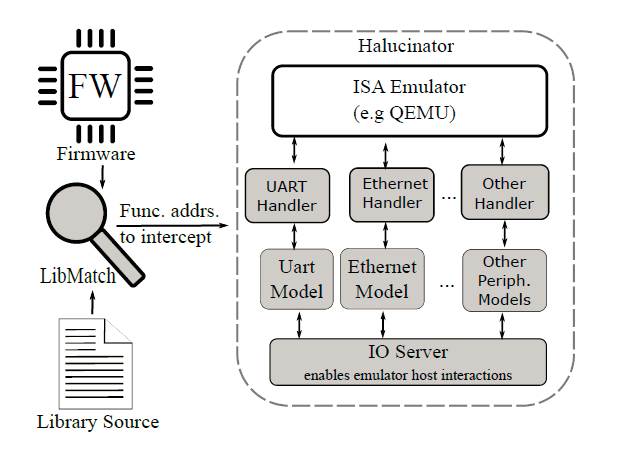 FW
Firmware
LibMatch
Library Source
Func. addrs.
to intercept
Halucinator
ISA Emulator
(e.g QEMU)
UART
Handler
Ethernet
Handler
...
Other
Handler
Uart
Model
Ethernet
Model
...
Other
Periph.
Models
IO Server
enables emulator host interactions